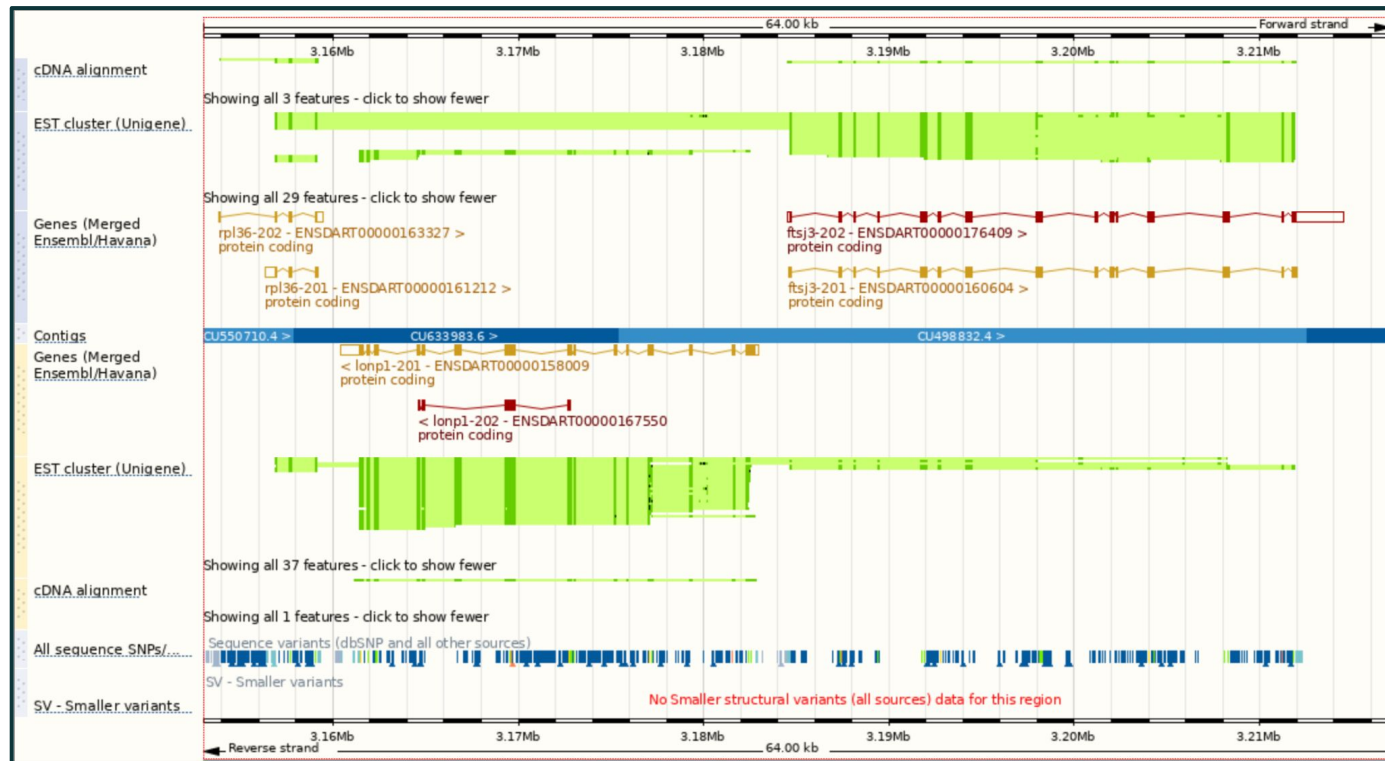 64.00 kb
Forward strand
3.16Mb 3.17Mb 3.18Mb 3.19Mb 3.20Mb 3.21Mb
cDNA alignment
Showing all 3 features - click to show fewer
EST cluster (Unigene)
Showing all 29 features - click to show fewer
Genes (Merged
Ensembl/Havana)
rpl36-202 - ENSDART00000163327 >
protein coding
ftsj3-202 - ENSDART00000176409 >
protein coding
rpl36-201 - ENSDART00000161212 >
protein coding
ftsj3-201 - ENSDART00000160604 >
protein coding
Contigs
CU550710.4 >
CU633983.6 >
CU498832.4 >
Genes (Merged
Ensembl/Havana)
< lonp1-201 - ENSDART00000158009
protein coding
< lonp1-202 - ENSDART00000167550
protein coding
EST cluster (Unigene)
Showing all 37 features - click to show fewer
cDNA alignment
Showing all 1 features - click to show fewer
All sequence SNPs/...
Sequence variants (dbSNP and all other sources)
SV - Smaller variants
SV - Smaller variants
No Smaller structural variants (all sources) data for this region
3.16Mb 3.17Mb 3.18Mb 3.19Mb 3.20Mb 3.21Mb
Reverse strand
64.00 kb